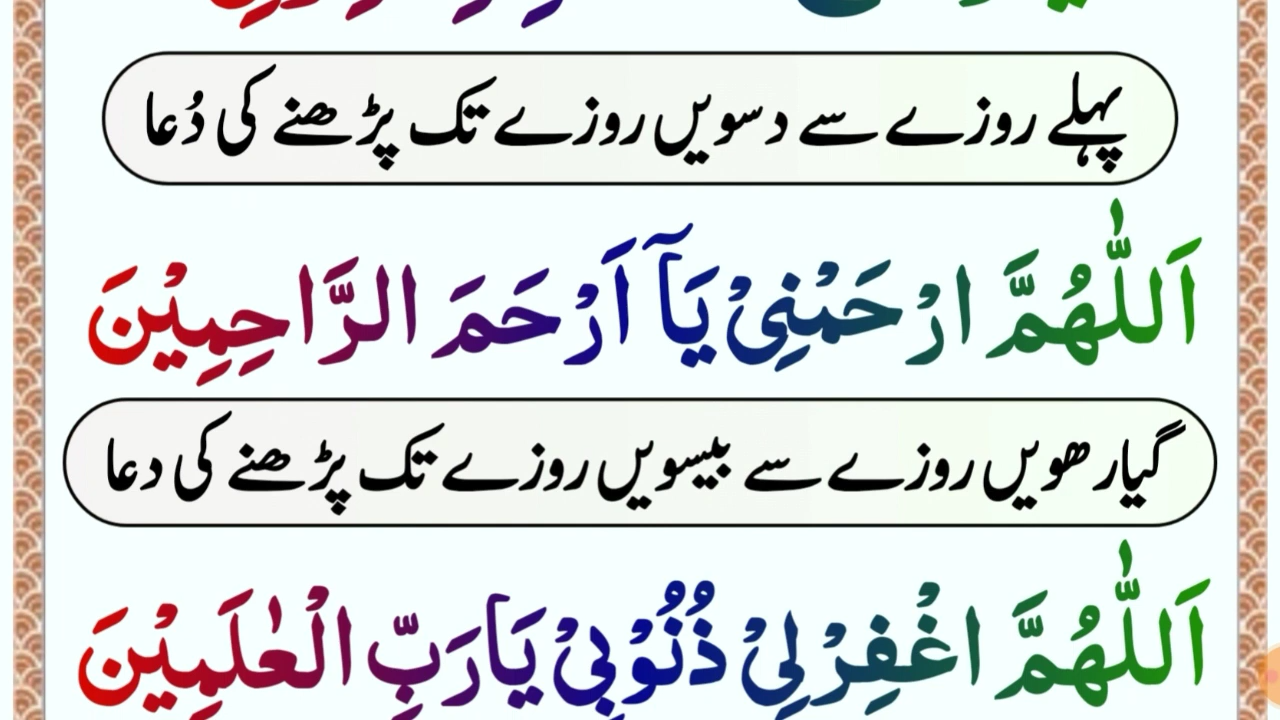 پہلے روزے سے دسویں روزے تک پڑھنے کی دُعا
اَللّٰهُمَّ ارْحَمْنِیْ یَآ اَرْحَمَ الرَّاحِمِیْنَ
گیارھویں روزے سے بیسویں روزے تک پڑھنے کی دعا
اَللّٰهُمَّ اغْفِرْ لِیْ ذُنُوْبِیْ یَارَبِّ الْعٰلَمِیْنَ